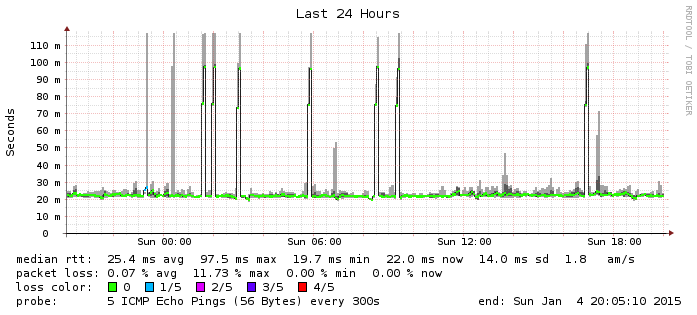 Last 24 Hours
RRDTOOL / TOBI OETIKER
Seconds
110 m
100 m
90 m
80 m
70 m
60 m
50 m
40 m
30 m
20 m
10 m
0
Sun 00:00 Sun 06:00 Sun 12:00 Sun 18:00
median rtt: 25.4 ms avg 97.5 ms max 19.7 ms min 22.0 ms now 14.0 ms sd 1.8 am/s
packet loss: 0.07 % avg 11.73 % max 0.00 % min 0.00 % now
loss color: 0 1/5 2/5 3/5 4/5
probe: 5 ICMP Echo Pings (56 Bytes) every 300s end: Sun Jan 4 20:05:10 2015